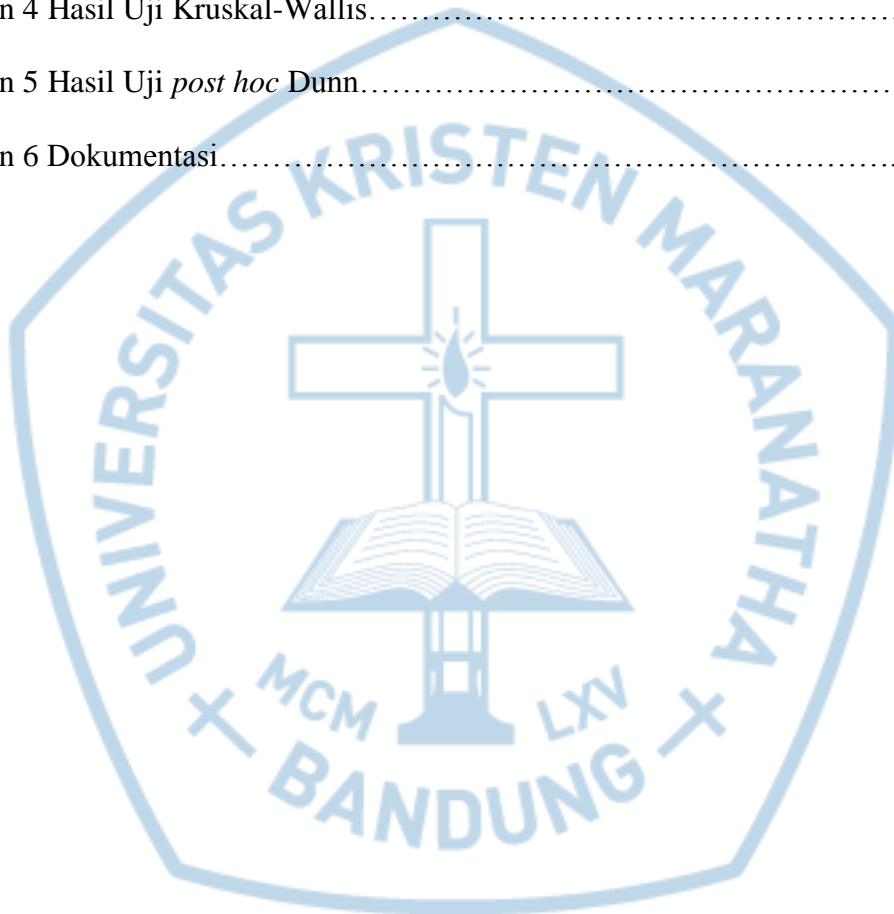 n 4 Hasil Uji Kruskal-Wallis……………………………………………………
n 5 Hasil Uji post hoc Dunn……………………………………………………
n 6 Dokumentasi…………………………………………………………………
UNIVERSITAS KRISTEN MARANATHA
MCM LXV
+ BANDUNG +